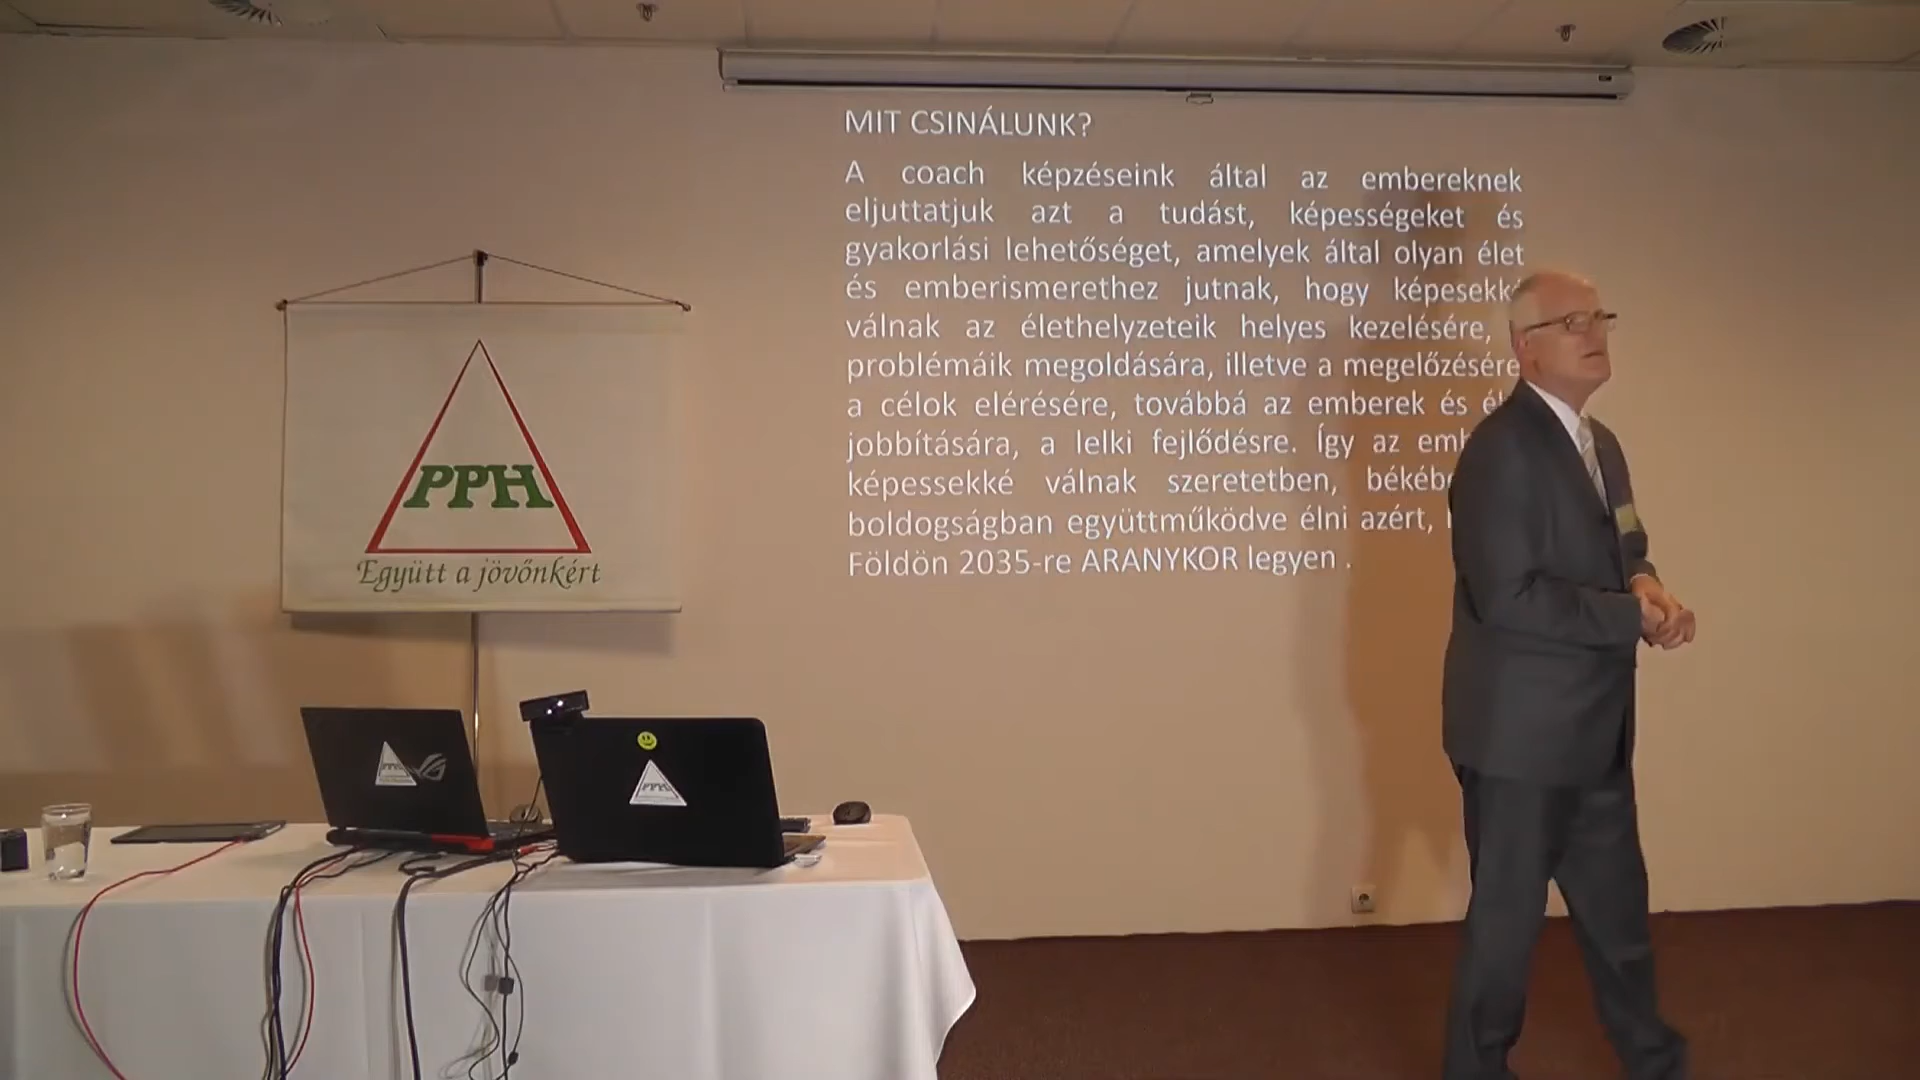 MIT CSINÁLUNK?
A coach képzéseink által az embereknek
eljuttatjuk azt a tudást, képességeket és
gyakorlási lehetőséget, amelyek által olyan élet
és emberismerethez jutnak, hogy képesekké
válnak az élethelyzeteik helyes kezelésére,
problémáik megoldására, illetve a megelőzésére
a célok elérésére, továbbá az emberek és
jobbítására, a lelki fejlődésre. Így az
képessekké válnak szeretetben,
boldogságban együttműködve élni azért,
Földön 2035-re ARANYKOR legyen .
PPH
Együtt a jövőnkért
PPH